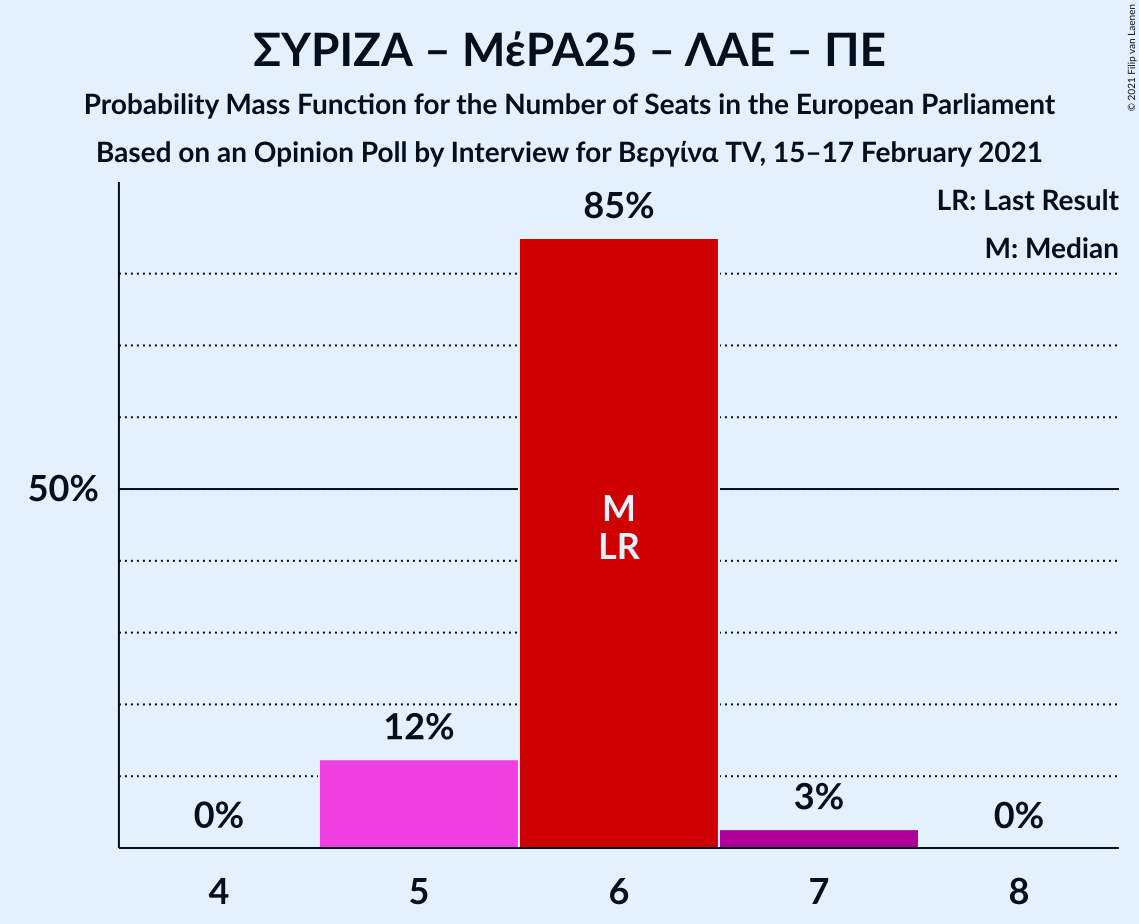 ΣΥΡΙΖΑ – ΜέΡΑ25 – ΛΑΕ – ΠΕ
Probability Mass Function for the Number of Seats in the European Parliament
Based on an Opinion Poll by Interview for Βεργίνα TV, 15–17 February 2021
© 2021 Filip van Laenen
LR: Last Result
M: Median
85%
50%
M
LR
12%
3%
0%
0%
4
5
6
7
8